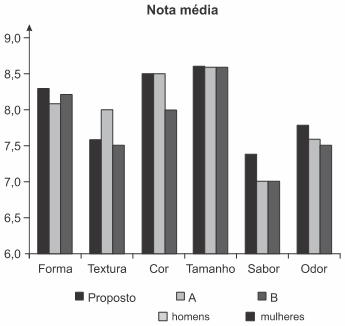 Nota média
9,0
8,5
8,0
7,5
7,0
6,5
6,0
Forma Textura Cor Tamanho Sabor Odor
Proposto A B
homens mulheres